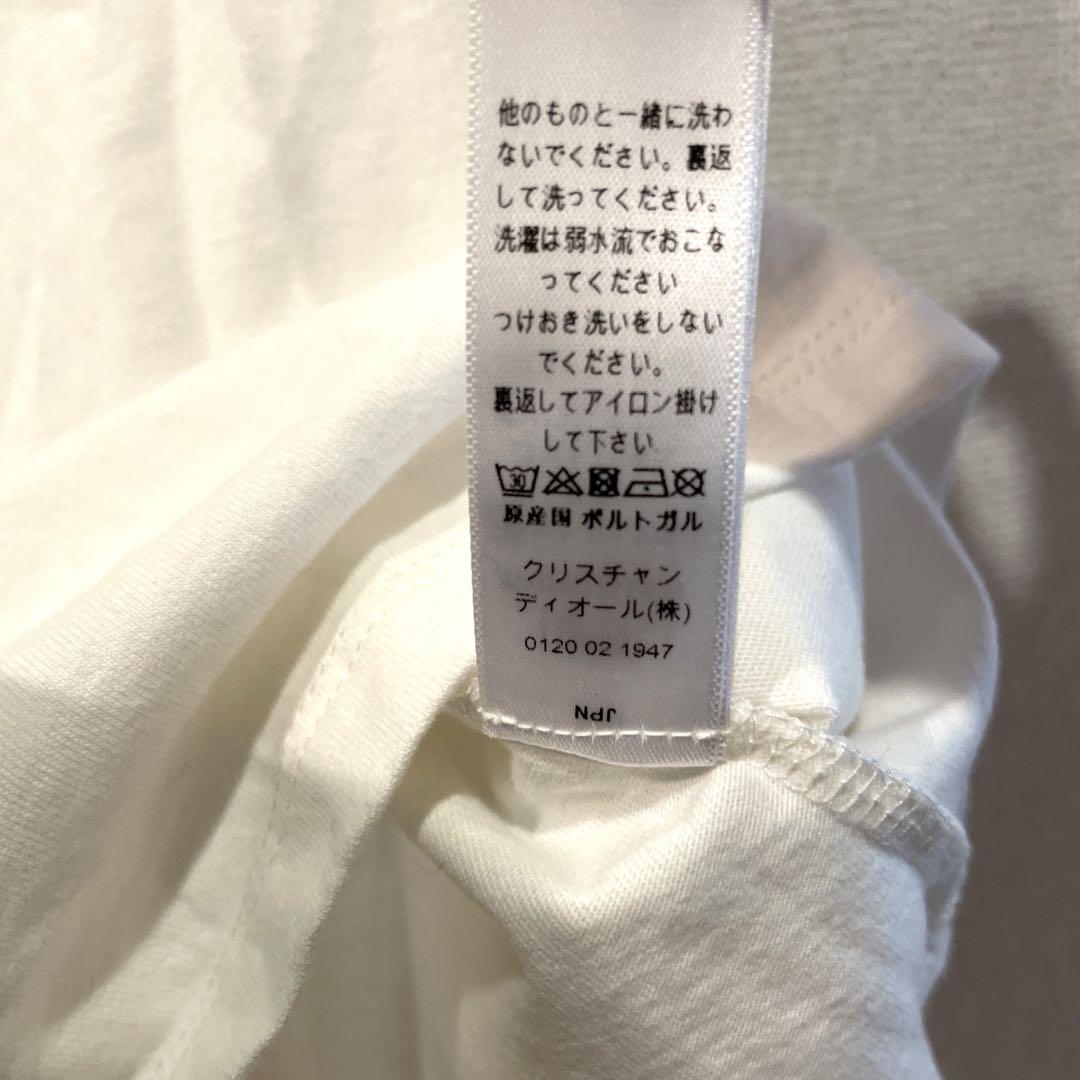 他のものと一緒に洗わ
ないでください。裏返
して洗ってください。
洗濯は弱水流でおこな
ってください
つけおき洗いをしない
でください。
裏返してアイロン掛け
して下さい
30
原産国 ポルトガル
クリスチャン
ディオール(株)
0120 02 1947
JPN